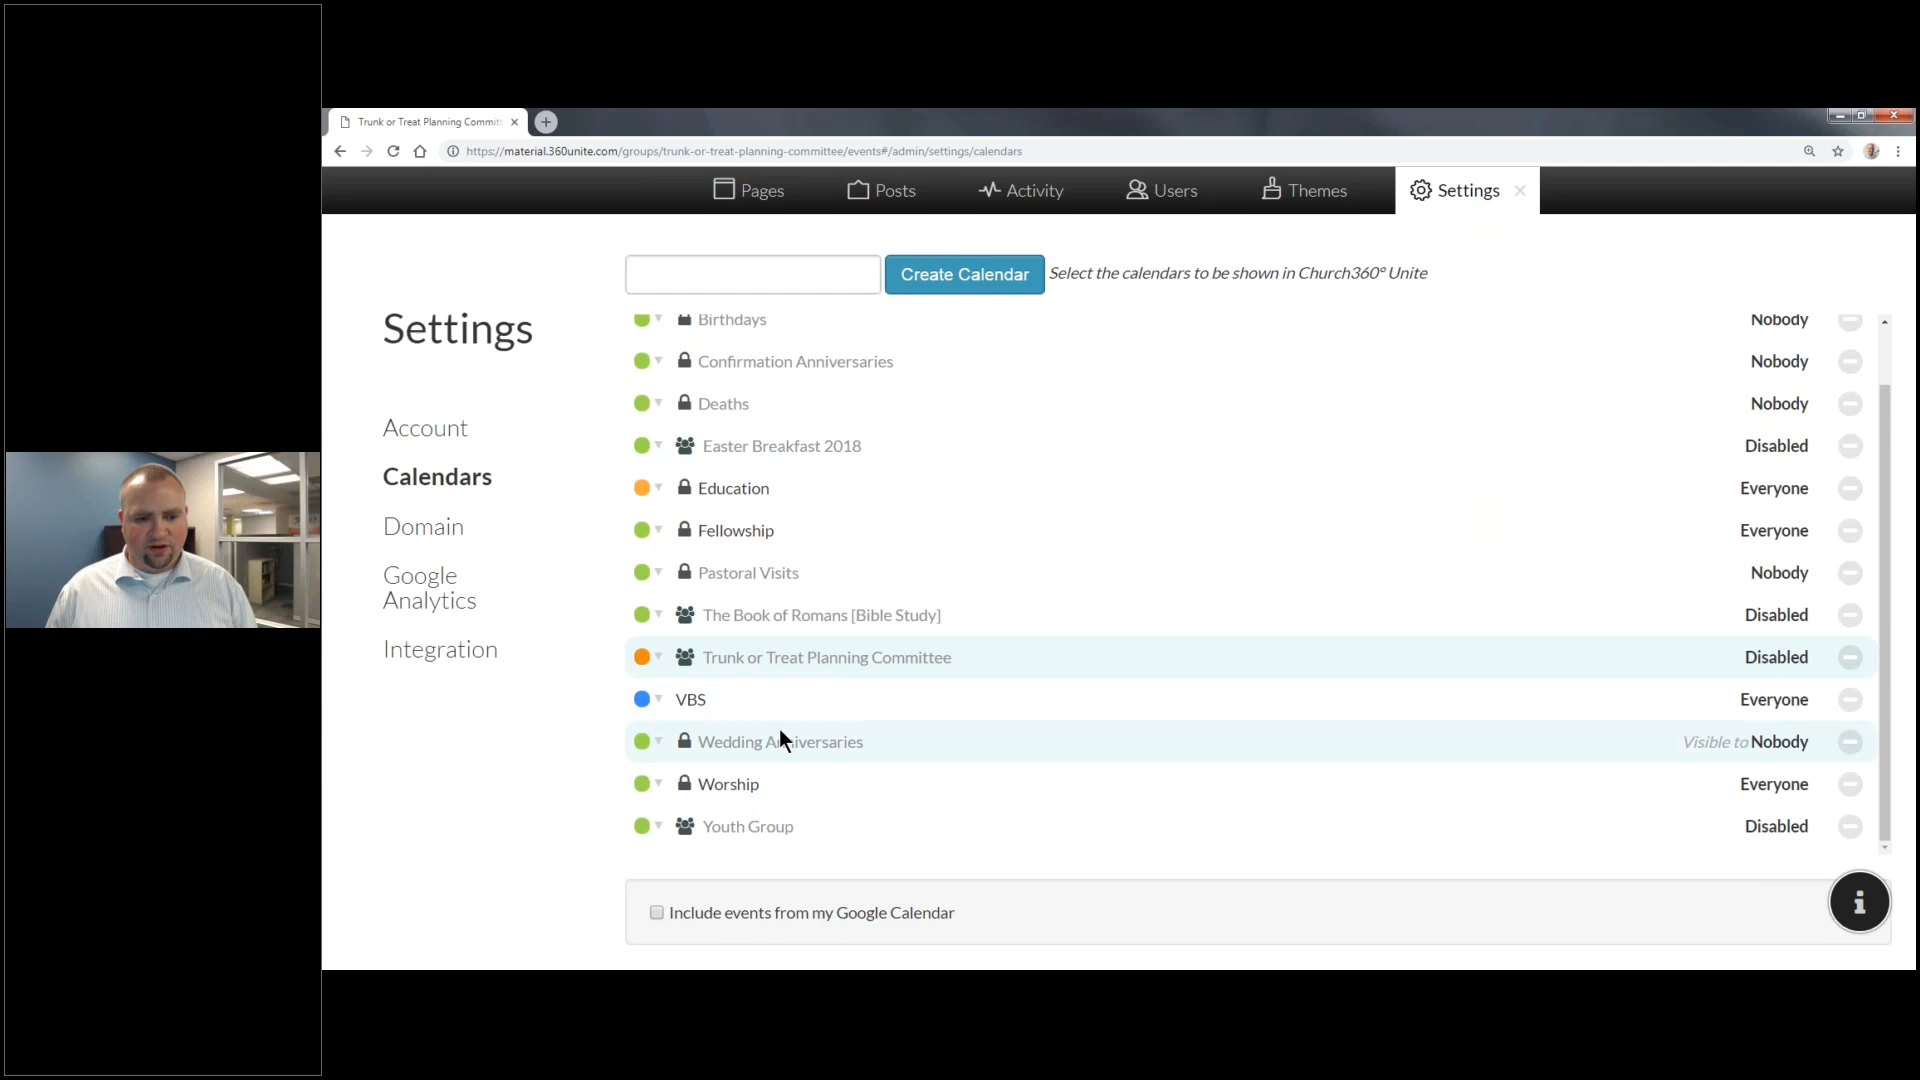 Trunk or Treat Planning Committ
https://material.360unite.com/groups/trunk-or-treat-planning-committee/events#/admin/settings/calendars
Pages
Posts
Activity
Users
Themes
Settings
Create Calendar
Select the calendars to be shown in Church360° Unite
Settings
Account
Calendars
Domain
Google
Analytics
Integration
Birthdays Nobody
Confirmation Anniversaries Nobody
Deaths Nobody
Easter Breakfast 2018 Disabled
Education Everyone
Fellowship Everyone
Pastoral Visits Nobody
The Book of Romans [Bible Study] Disabled
Trunk or Treat Planning Committee Disabled
VBS Everyone
Wedding Anniversaries Visible to Nobody
Worship Everyone
Youth Group Disabled
Include events from my Google Calendar